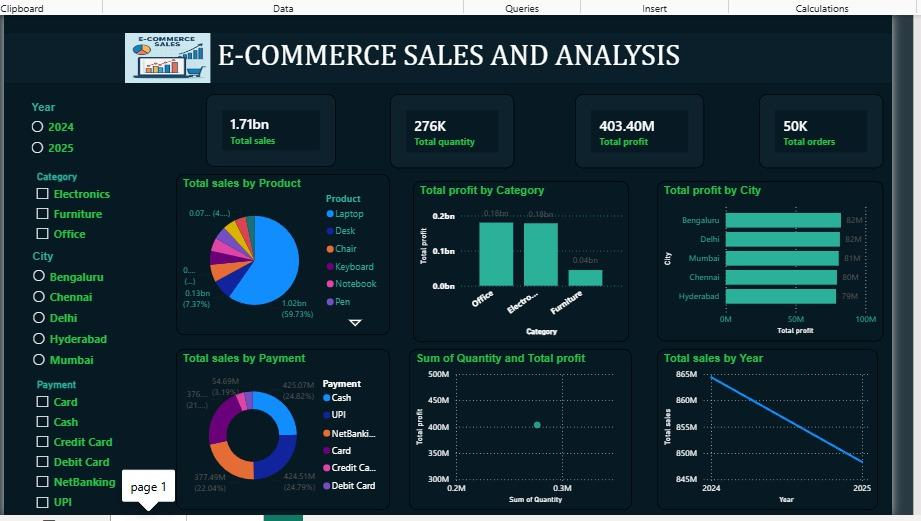 Clipboard
Data
Queries
Insert
Calculations
E-COMMERCE
SALES
E-COMMERCE SALES AND ANALYSIS
Year
2024
2025
Category
Electronics
Furniture
Office
City
Bengaluru
Chennai
Delhi
Hyderabad
Mumbai
Payment
Card
Cash
Credit Card
Debit Card
NetBanking
UPI
page 1
1.71bn
Total sales
276K
Total quantity
403.40M
Total profit
50K
Total orders
Total sales by Product
0.07... (4....)
0....
(...)
0.13bn
(7.37%)
1.02bn
(59.73%)
Product
Laptop
Desk
Chair
Keyboard
Notebook
Pen
Total profit by Category
Total profit
0.2bn
0.1bn
0.0bn
0.18bn
0.18bn
0.04bn
Office
Electro...
Furniture
Category
Total profit by City
City
Bengaluru
82M
Delhi
82M
Mumbai
81M
Chennai
80M
Hyderabad
79M
0M
50M
100M
Total profit
Total sales by Payment
54.69M
(3.19%)
425.07M
(24.82%)
376....
(21....)
377.49M
(22.04%)
424.51M
(24.79%)
Payment
Cash
UPI
NetBanki...
Card
Credit Ca...
Debit Card
Sum of Quantity and Total profit
Total profit
500M
450M
400M
350M
300M
0.2M
0.3M
Sum of Quantity
Total sales by Year
Total sales
865M
860M
855M
850M
845M
2024
2025
Year